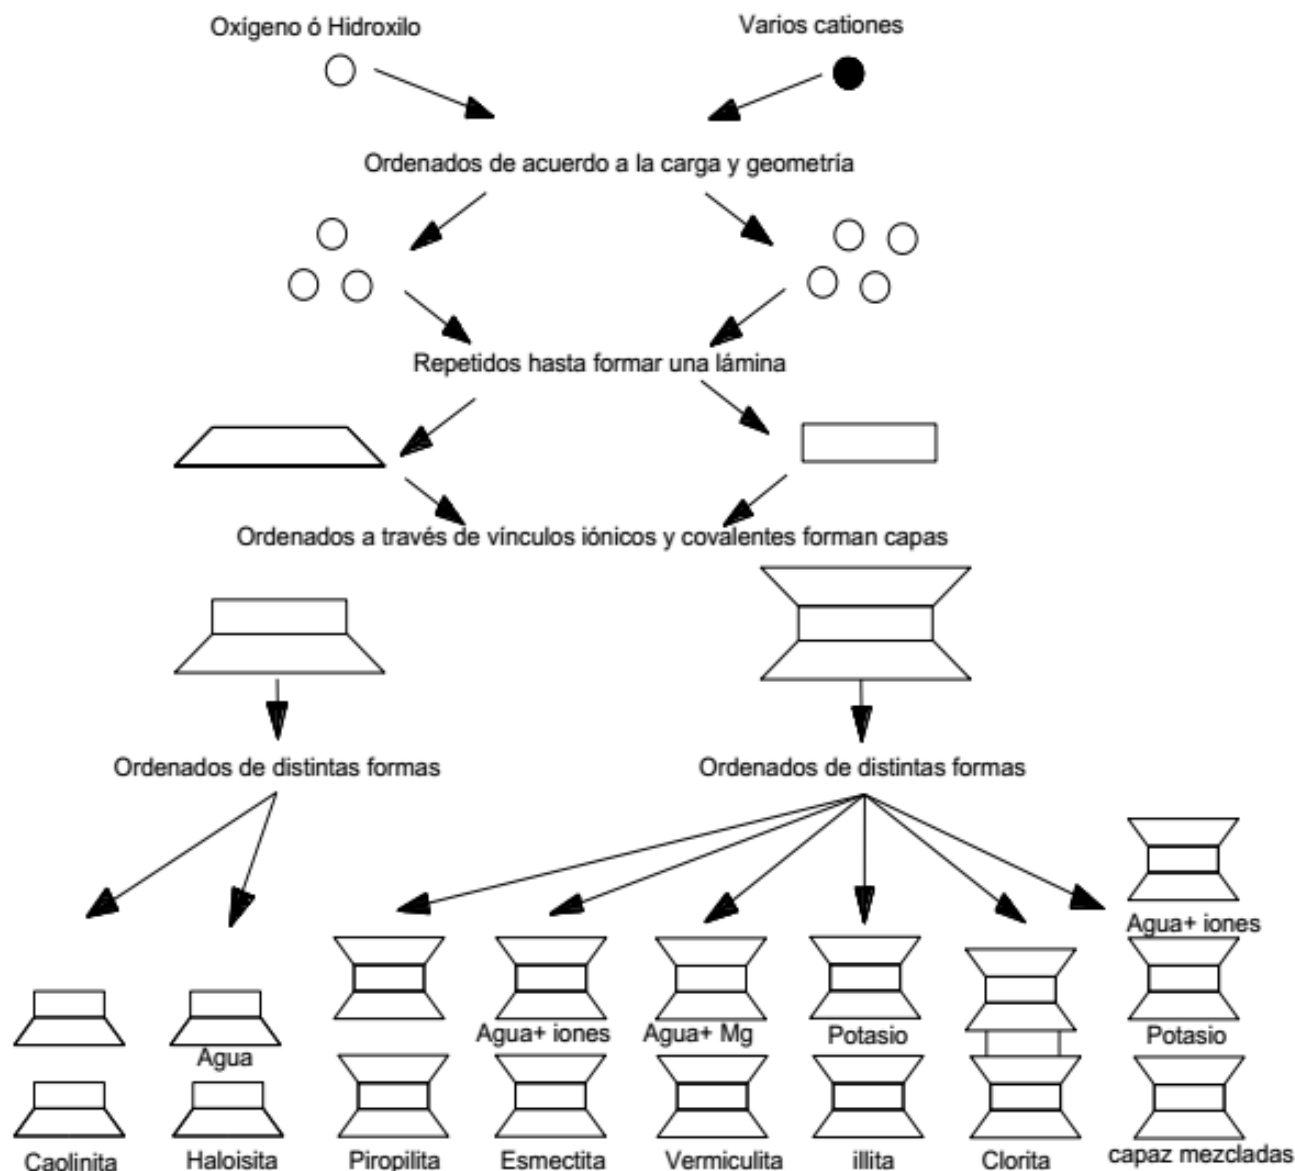 Oxígeno ó Hidroxilo
Varios cationes
Ordenados de acuerdo a la carga y geometría
Repetidos hasta formar una lámina
Ordenados a través de vínculos iónicos y covalentes forman capas
Ordenados de distintas formas
Ordenados de distintas formas
Agua+ iones
Agua+ iones
Agua+ Mg
Potasio
Potasio
Agua
Caolinita
Haloisita
Piropilita
Esmectita
Vermiculita
illita
Clorita
capaz mezcladas